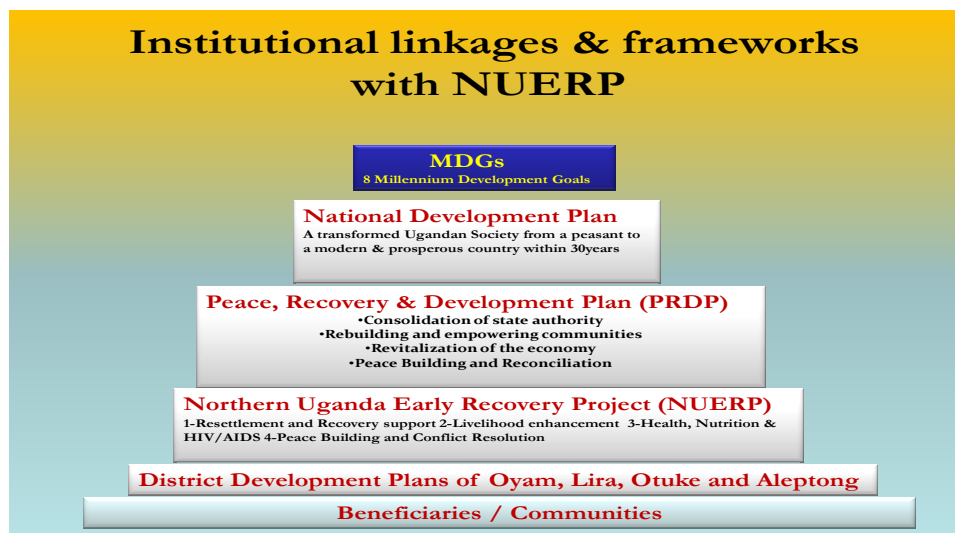 Institutional linkages & frameworks
with NUERP
MDGs
8 Millennium Development Goals
National Development Plan
A transformed Ugandan Society from a peasant to
a modern & prosperous country within 30years
Peace, Recovery & Development Plan (PRDP)
•Consolidation of state authority
•Rebuilding and empowering communities
•Revitalization of the economy
•Peace Building and Reconciliation
Northern Uganda Early Recovery Project (NUERP)
1-Resettlement and Recovery support 2-Livelihood enhancement 3-Health, Nutrition &
HIV/AIDS 4-Peace Building and Conflict Resolution
District Development Plans of Oyam, Lira, Otuke and Aleptong
Beneficiaries / Communities